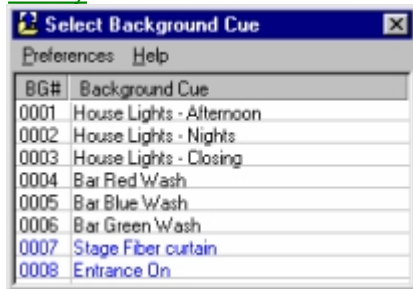 Select Background Cue
Preferences Help
BG# Background Cue
0001 House Lights - Afternoon
0002 House Lights - Nights
0003 House Lights - Closing
0004 Bar Red Wash
0005 Bar Blue Wash
0006 Bar Green Wash
0007 Stage Fiber curtain
0008 Entrance On